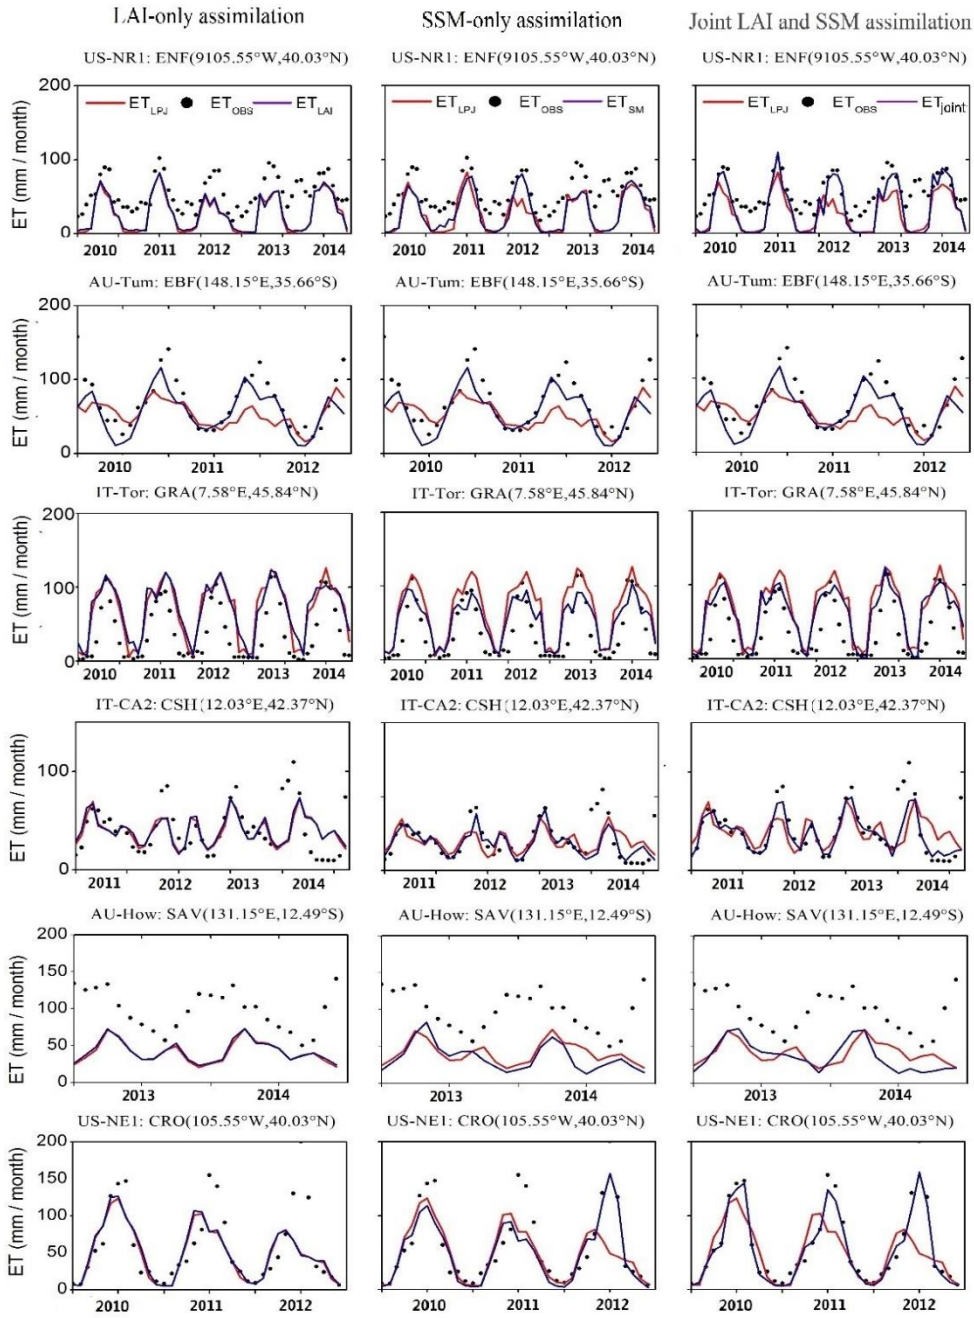 LAI-only assimilation SSM-only assimilation Joint LAI and SSM assimilation
US-NR1: ENF(9105.55°W,40.03°N) US-NR1: ENF(9105.55°W,40.03°N) US-NR1: ENF(9105.55°W,40.03°N)
ET (mm / month)
200
100
0
ET_LPJ ET_OBS ET_LAI ET_LPJ ET_OBS ET_SM ET_LPJ ET_OBS ET_joint
2010 2011 2012 2013 2014 2010 2011 2012 2013 2014 2010 2011 2012 2013 2014
AU-Tum: EBF(148.15°E,35.66°S) AU-Tum: EBF(148.15°E,35.66°S) AU-Tum: EBF(148.15°E,35.66°S)
ET (mm / month)
200
100
0
2010 2011 2012 2010 2011 2012 2010 2011 2012
IT-Tor: GRA(7.58°E,45.84°N) IT-Tor: GRA(7.58°E,45.84°N) IT-Tor: GRA(7.58°E,45.84°N)
ET (mm / month)
200
100
0
2010 2011 2012 2013 2014 2010 2011 2012 2013 2014 2010 2011 2012 2013 2014
IT-CA2: CSH(12.03°E,42.37°N) IT-CA2: CSH(12.03°E,42.37°N) IT-CA2: CSH(12.03°E,42.37°N)
ET (mm / month)
100
0
2011 2012 2013 2014 2011 2012 2013 2014 2011 2012 2013 2014
AU-How: SAV(131.15°E,12.49°S) AU-How: SAV(131.15°E,12.49°S) AU-How: SAV(131.15°E,12.49°S)
ET (mm / month)
200
150
100
50
0
2013 2014 2013 2014 2013 2014
US-NE1: CRO(105.55°W,40.03°N) US-NE1: CRO(105.55°W,40.03°N) US-NE1: CRO(105.55°W,40.03°N)
ET (mm / month)
200
150
100
50
0
2010 2011 2012 2010 2011 2012 2010 2011 2012